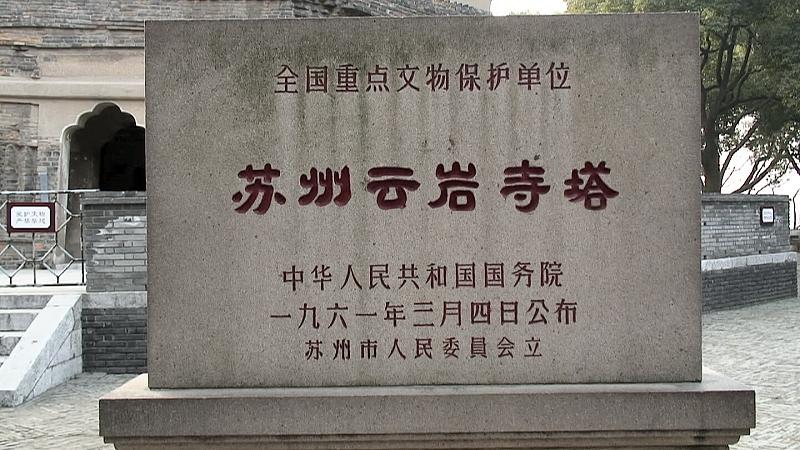 全国重点文物保护单位
苏州云岩寺塔
中华人民共和国国务院
一九六一年三月四日公布
苏州市人民委員会立